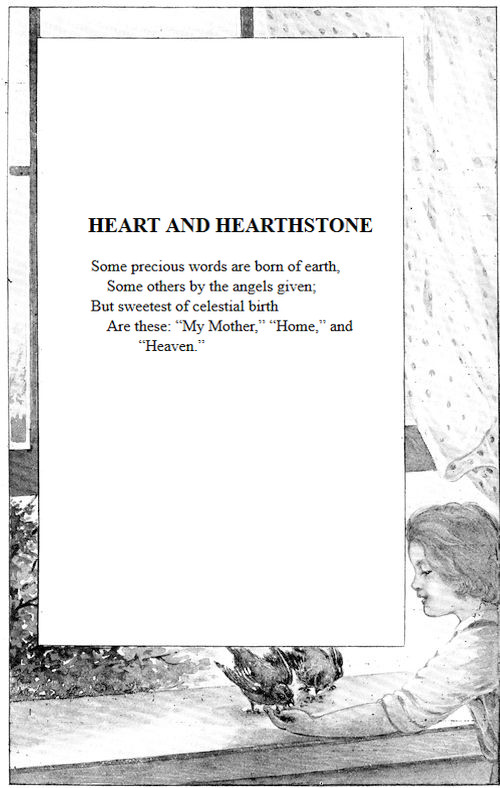 HEART AND HEARTHSTONE
Some precious words are born of earth,
Some others by the angels given;
But sweetest of celestial birth
Are these: “My Mother,” “Home,” and
“Heaven.”